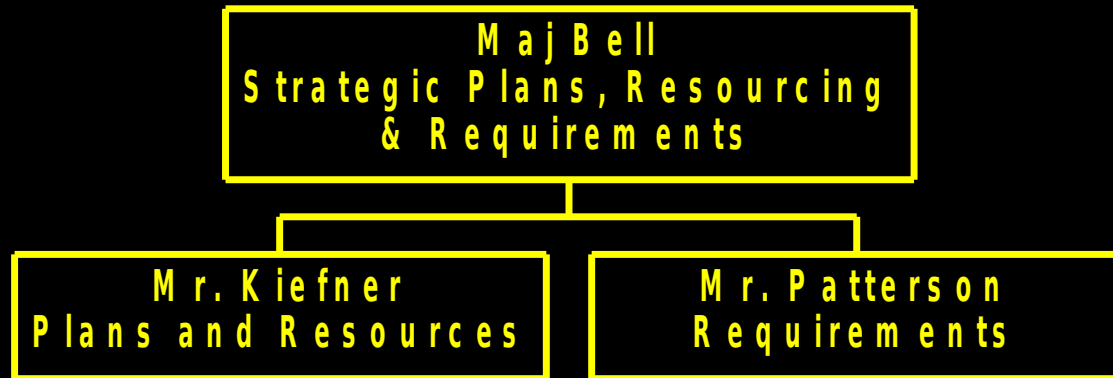 Maj Bell
Strategic Plans, Resourcing
& Requirements
Mr. Kiefner
Plans and Resources
Mr. Patterson
Requirements